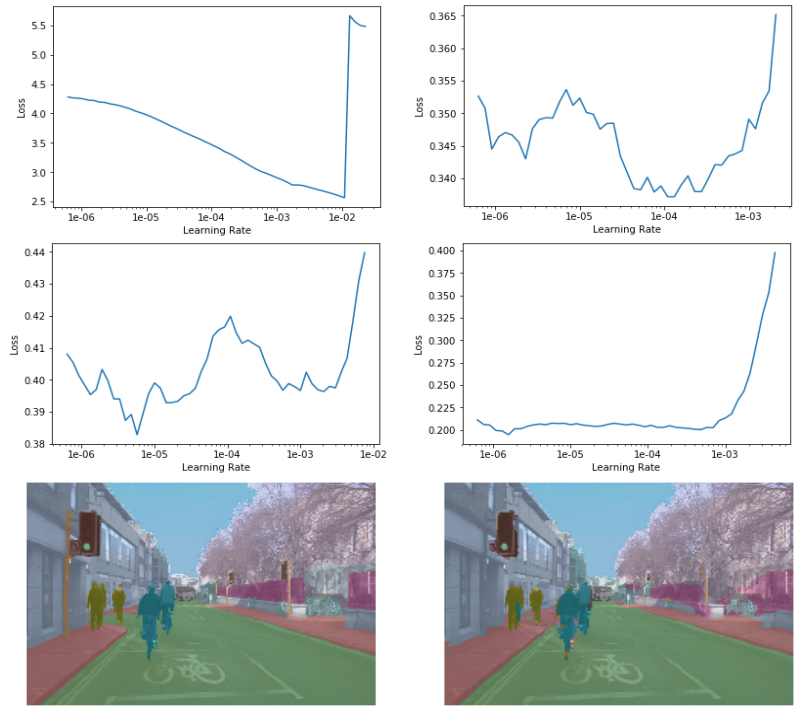 5.5
5.0
4.5
4.0
3.5
3.0
2.5
Loss
1e-06 1e-05 1e-04 1e-03 1e-02
Learning Rate
0.365
0.360
0.355
0.350
0.345
0.340
Loss
1e-06 1e-05 1e-04 1e-03
Learning Rate
0.44
0.43
0.42
0.41
0.40
0.39
0.38
Loss
1e-06 1e-05 1e-04 1e-03 1e-02
Learning Rate
0.400
0.375
0.350
0.325
0.300
0.275
0.250
0.225
0.200
Loss
1e-06 1e-05 1e-04 1e-03
Learning Rate